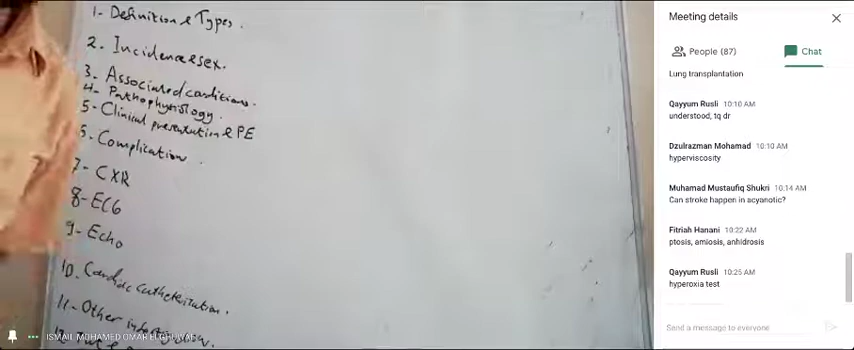 1- Definition & Types.
2. Incidence & sex.
3. Associated conditions.
4- Pathophysiology.
5- Clinical presentation & PE
6. Complication.
7- CXR
8- ECG
9- Echo
10. Cardiac catheterization.
11- Other
12-
ISMAIL MOHAMED OMAR
Meeting details
People (87)
Chat
Lung transplantation
Qayyum Rusli 10:10 AM
understood, tq dr
Dzulrazman Mohamad 10:10 AM
hyperviscosity
Muhamad Mustaufiq Shukri 10:14 AM
Can stroke happen in acyanotic?
Fitriah Hanani 10:22 AM
ptosis, amiosis, anhidrosis
Qayyum Rusli 10:25 AM
hyperoxia test
Send a message to everyone